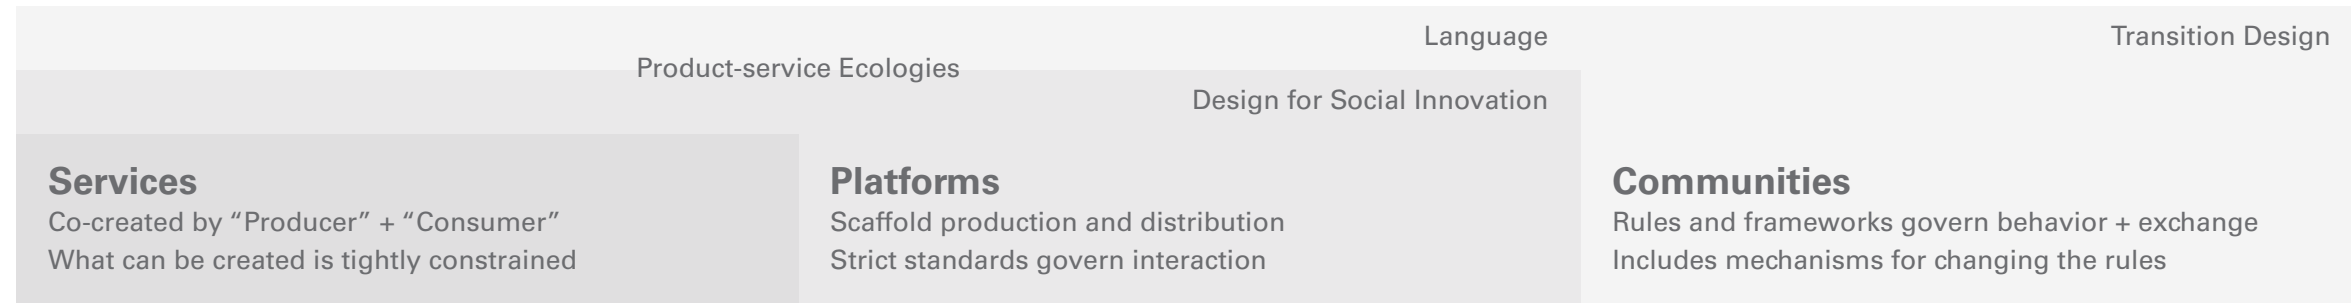 Language
Transition Design
Product-service Ecologies
Design for Social Innovation
Services
Co-created by “Producer” + “Consumer”
What can be created is tightly constrained
Platforms
Scaffold production and distribution
Strict standards govern interaction
Communities
Rules and frameworks govern behavior + exchange
Includes mechanisms for changing the rules